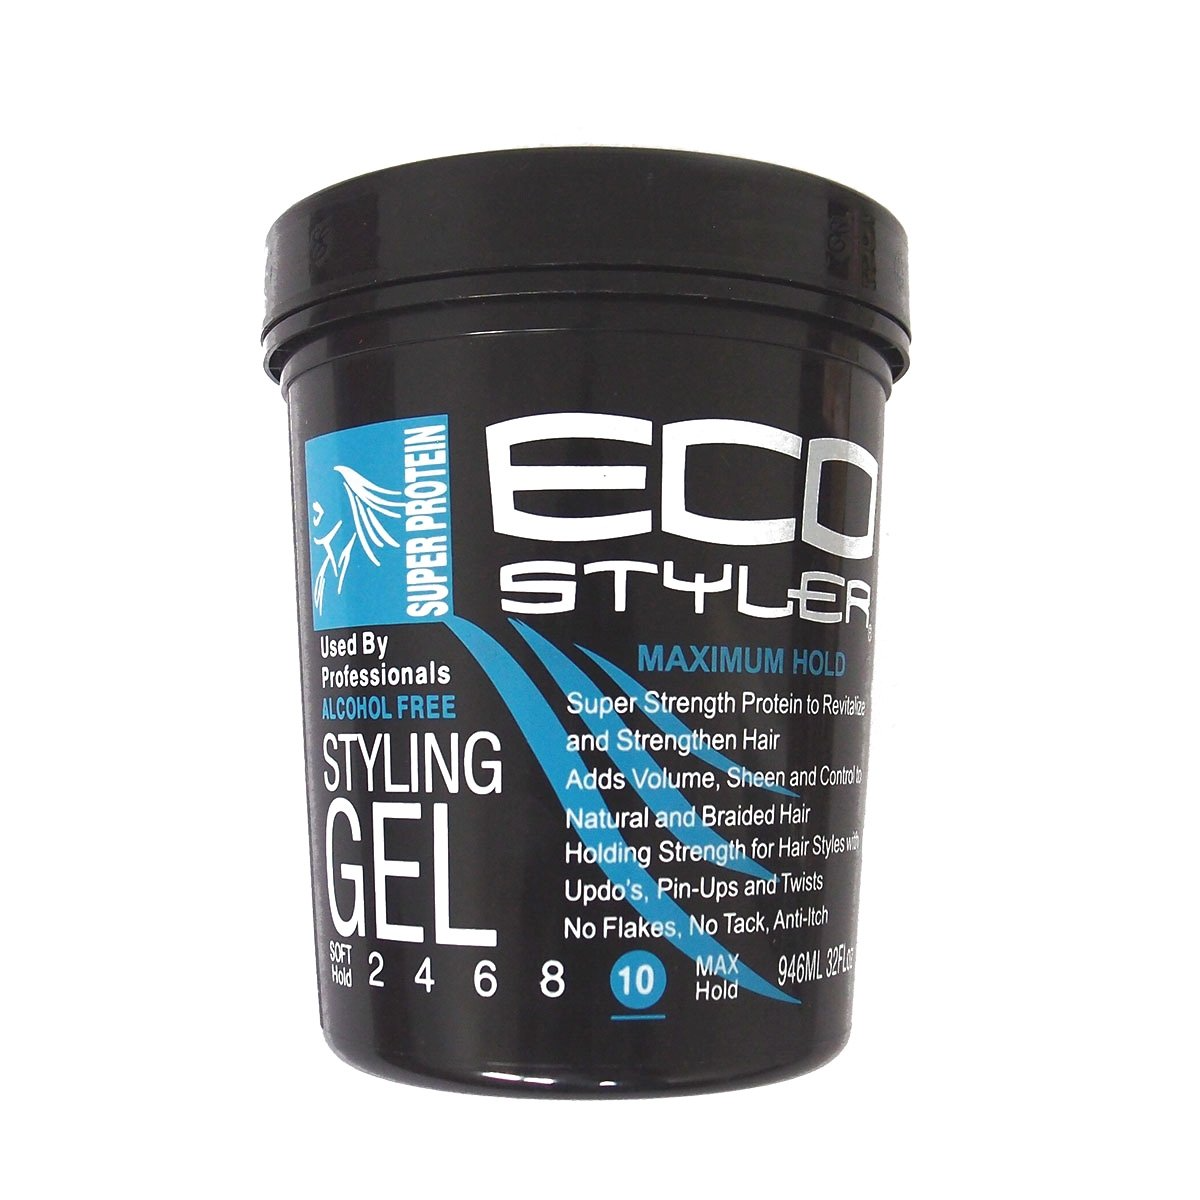 SUPER PROTEIN
ECO
STYLER®
Used By
Professionals
ALCOHOL FREE
STYLING
GEL
MAXIMUM HOLD
Super Strength Protein to Revitalize
and Strengthen Hair
Adds Volume, Sheen and Control to
Natural and Braided Hair
Holding Strength for Hair Styles with
Updo's, Pin-Ups and Twists
No Flakes, No Tack, Anti-Itch
SOFT
Hold
2 4 6 8 10
MAX
Hold
946ML 32FLoz